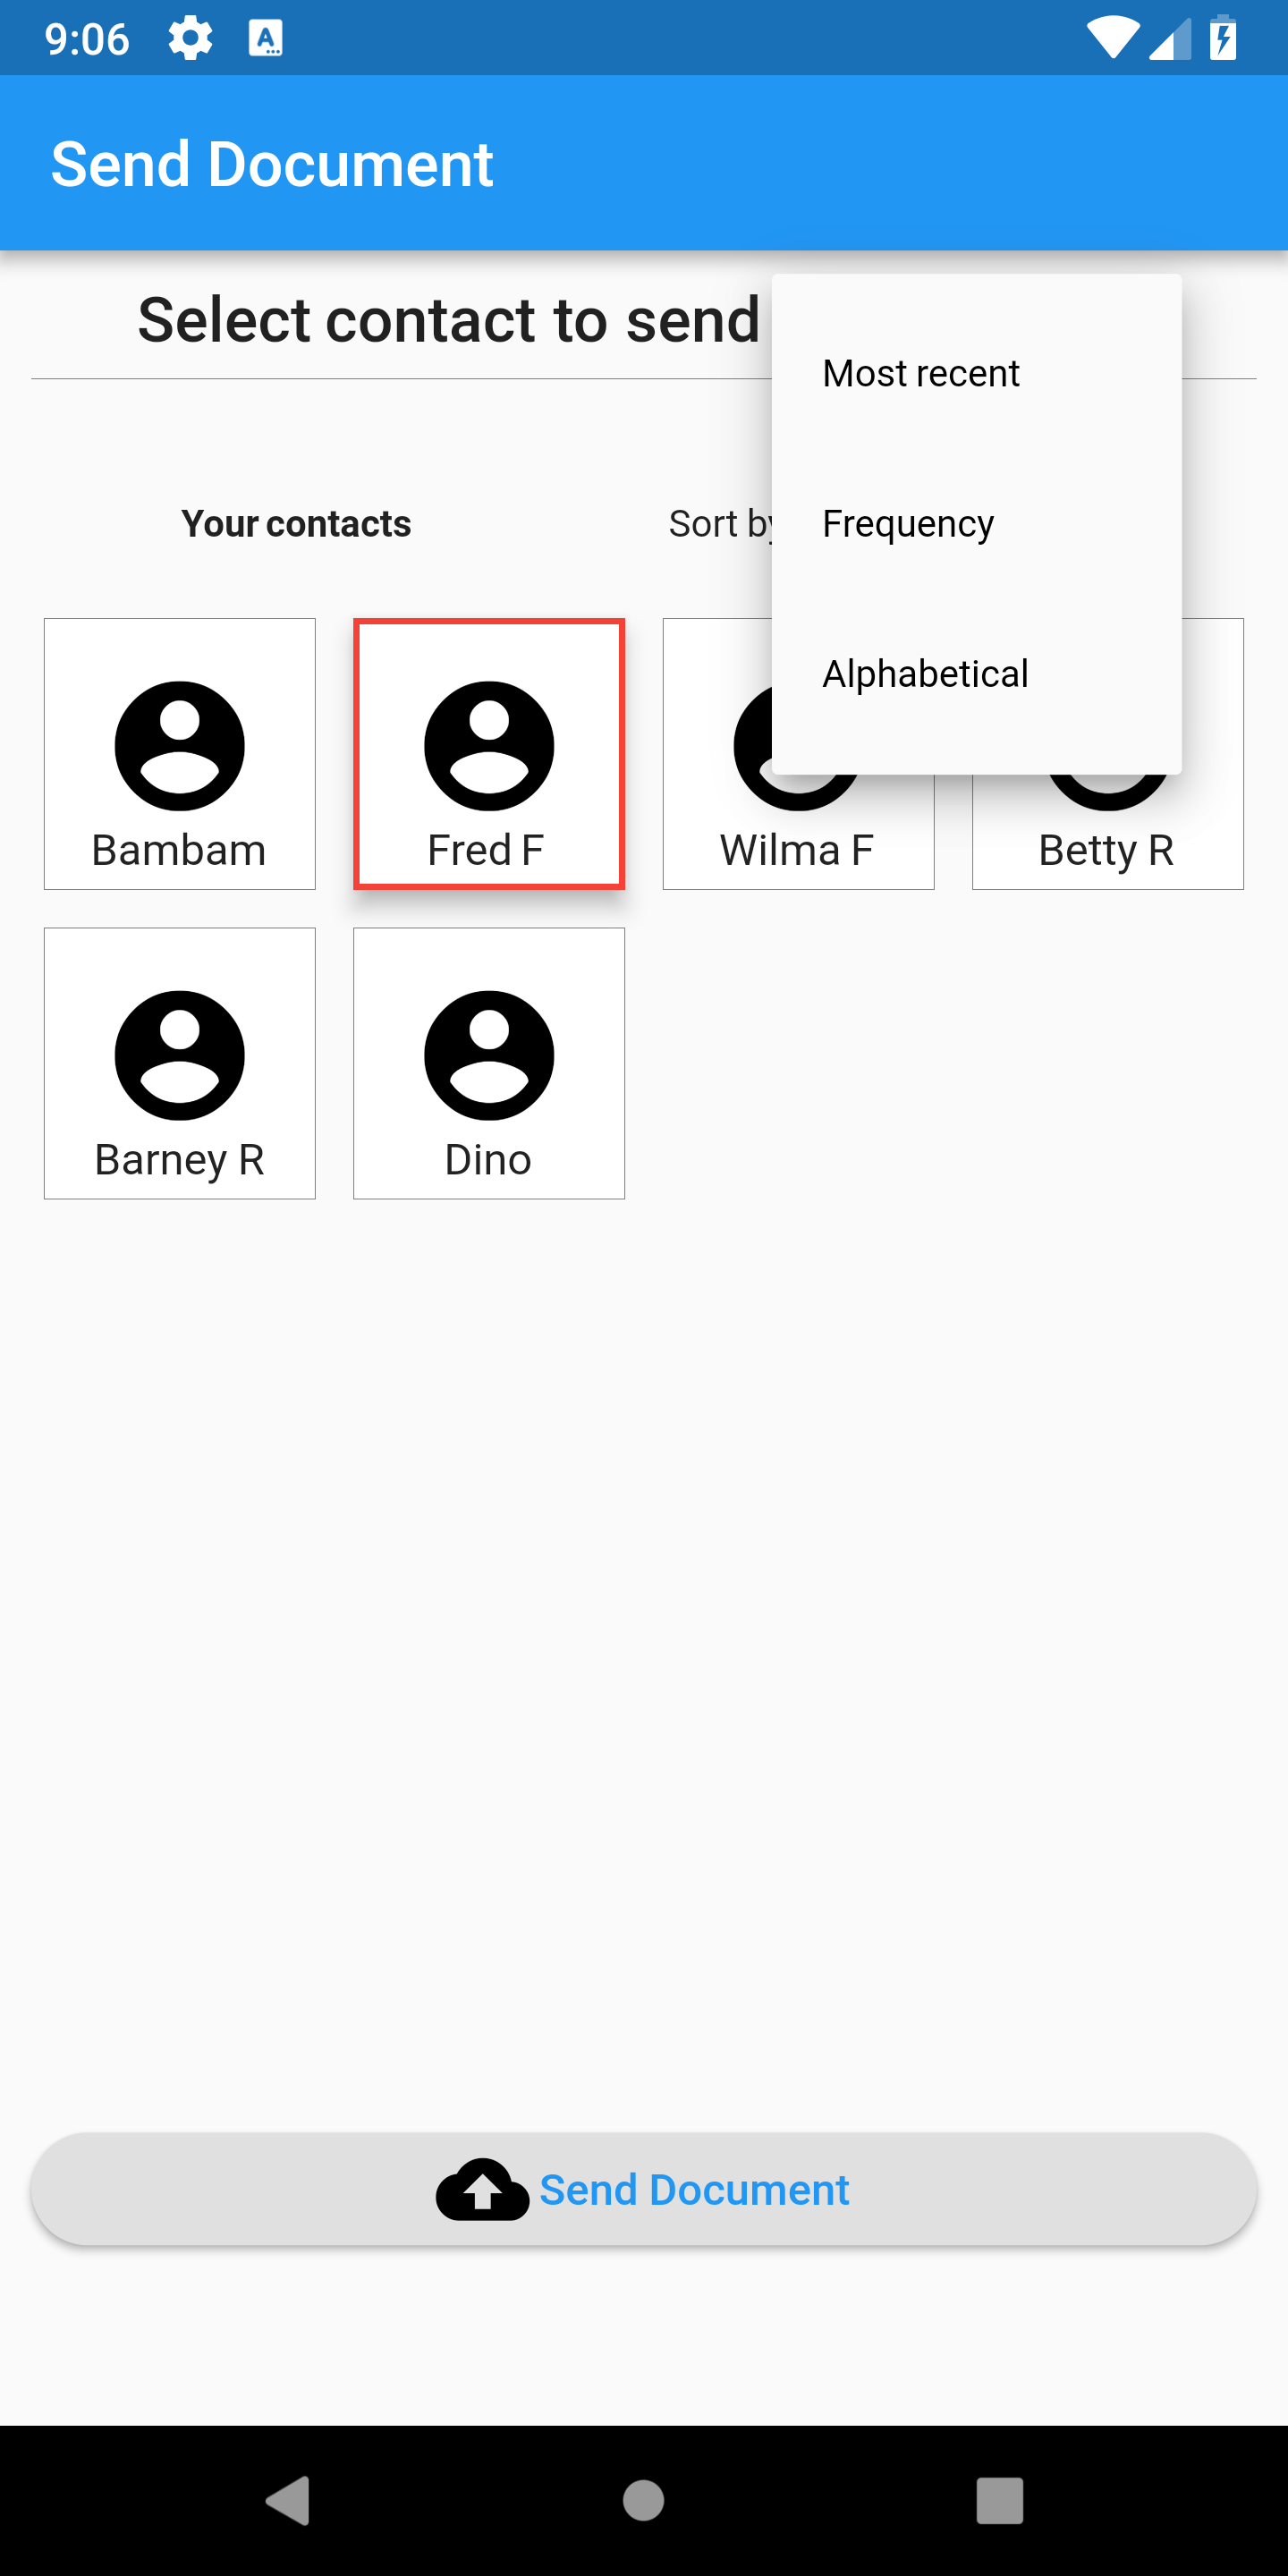 9:06
Send Document
Select contact to send
Most recent
Your contacts
Sort by
Frequency
Alphabetical
Bambam
Fred F
Wilma F
Betty R
Barney R
Dino
Send Document